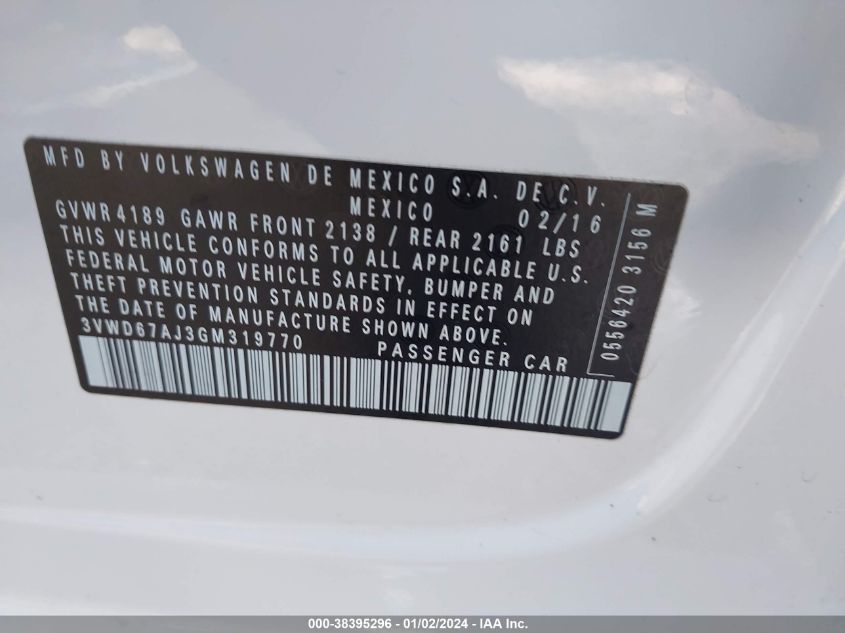 MFD BY VOLKSWAGEN DE MEXICO S.A. DE C.V.
MEXICO 02/16
GVWR 4189 GAWR FRONT 2138 / REAR 2161 LBS
THIS VEHICLE CONFORMS TO ALL APPLICABLE U.S.
FEDERAL MOTOR VEHICLE SAFETY, BUMPER AND
THEFT PREVENTION STANDARDS IN EFFECT ON
THE DATE OF MANUFACTURE SHOWN ABOVE.
3VWD67AJ3GM319770 PASSENGER CAR
0556420 3156 M
000-38395296 - 01/02/2024 - IAA Inc.